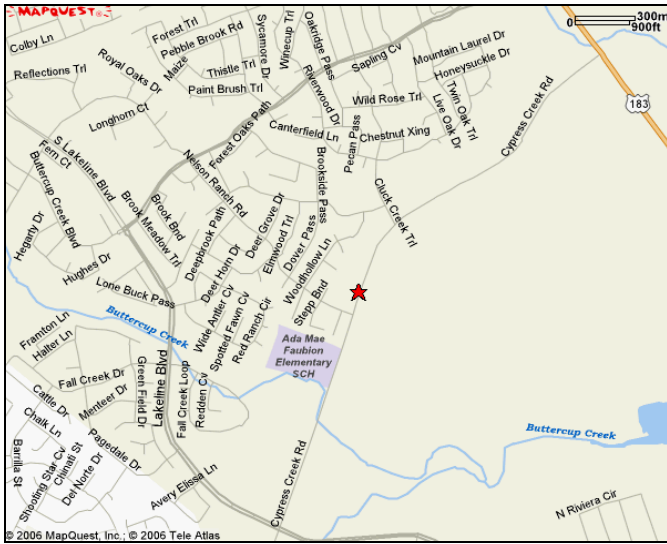 MAPQUEST
300m
0
900ft
Colby Ln
Forest Trl
Pebble Brook Rd
Maize
Reflections Trl
Royal Oaks Dr
Thistle Trl
Paint Brush Trl
Sycamore Dr
Winecup Trl
Oakridge Pass
Riverwood Dr
Sapling Cv
Mountain Laurel Dr
Honeysuckle Dr
Wild Rose Trl
Live Oak Dr
Twin Oak Trl
Cypress Creek Rd
183
Longhorn Ct
Forest Oaks Path
Canterfield Ln
Chestnut Xing
Pecan Pass
Brookside Pass
S Lakeline Blvd
Fern Ct
Buttercup Creek Blvd
Nelson Ranch Rd
Cluck Creek Trl
Hegarty Dr
Brook Meadow Trl
Brook Bnd
Deepbrook Path
Deer Grove Dr
Elmwood Trl
Dover Pass
Woodhollow Ln
Stepp Bnd
Hughes Dr
Lone Buck Pass
Deer Horn Dr
Wide Antler Cv
Spotted Fawn Cv
Red Ranch Cir
Buttercup Creek
Framton Ln
Halter Ln
Ada Mae
Faubion
Elementary
SCH
Fall Creek Dr
Green Field Dr
Lakeline Blvd
Fall Creek Loop
Redden Cv
Cattle Dr
Menteer Dr
Chalk Ln
Pagedale Dr
Barrilla St
Shooting Star Cv
Chinati St
Del Norte Dr
Avery Elissa Ln
Cypress Creek Rd
Buttercup Creek
N Riviera Cir
© 2006 MapQuest, Inc.; © 2006 Tele Atlas